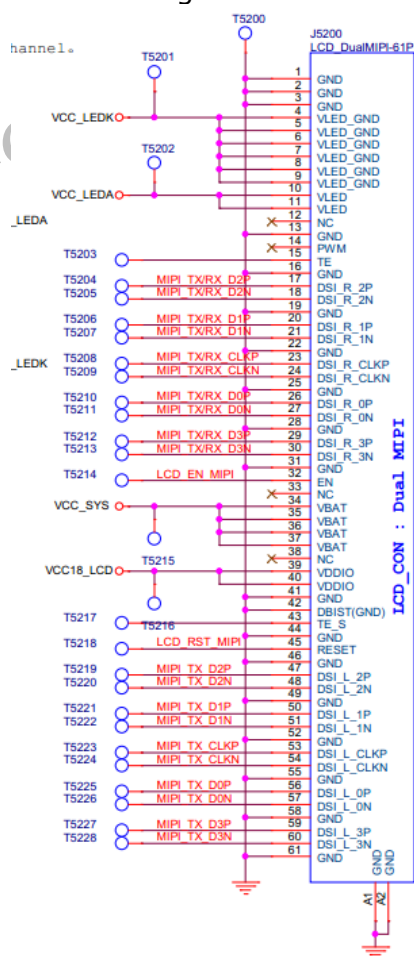 T5200
J5200
LCD_DualMIPI-61P
hannel。
T5201
1 GND
2 GND
3 GND
VCC_LEDK 4 VLED_GND
5 VLED_GND
6 VLED_GND
T5202
7 VLED_GND
8 VLED_GND
9 VLED_GND
VCC_LEDA 10 VLED
11 VLED
_LEDA 12 NC
13 GND
14 PWM
T5203 15 TE
16 GND
T5204 MIPI_TX/RX_D2P 17 DSI_R_2P
T5205 MIPI_TX/RX_D2N 18 DSI_R_2N
19 GND
T5206 MIPI_TX/RX_D1P 20 DSI_R_1P
T5207 MIPI_TX/RX_D1N 21 DSI_R_1N
22 GND
_LEDK T5208 MIPI_TX/RX_CLKP 23 DSI_R_CLKP
T5209 MIPI_TX/RX_CLKN 24 DSI_R_CLKN
25 GND
T5210 MIPI_TX/RX_D0P 26 DSI_R_0P
T5211 MIPI_TX/RX_D0N 27 DSI_R_0N
28 GND
T5212 MIPI_TX/RX_D3P 29 DSI_R_3P
T5213 MIPI_TX/RX_D3N 30 DSI_R_3N
31 GND
T5214 LCD_EN_MIPI 32 EN
33 NC
VCC_SYS 34 VBAT
35 VBAT
36 VBAT
37 VBAT
T5215 38 NC
VCC18_LCD 39 VDDIO
40 VDDIO
41 GND
42 DBIST(GND)
T5217 T5216 43 TE_S
44 GND
T5218 LCD_RST_MIPI 45 RESET
46 GND
T5219 MIPI_TX_D2P 47 DSI_L_2P
T5220 MIPI_TX_D2N 48 DSI_L_2N
49 GND
T5221 MIPI_TX_D1P 50 DSI_L_1P
T5222 MIPI_TX_D1N 51 DSI_L_1N
52 GND
T5223 MIPI_TX_CLKP 53 DSI_L_CLKP
T5224 MIPI_TX_CLKN 54 DSI_L_CLKN
55 GND
T5225 MIPI_TX_D0P 56 DSI_L_0P
T5226 MIPI_TX_D0N 57 DSI_L_0N
58 GND
T5227 MIPI_TX_D3P 59 DSI_L_3P
T5228 MIPI_TX_D3N 60 DSI_L_3N
61 GND
LCD_CON : Dual MIPI
GND GND
A1 A2